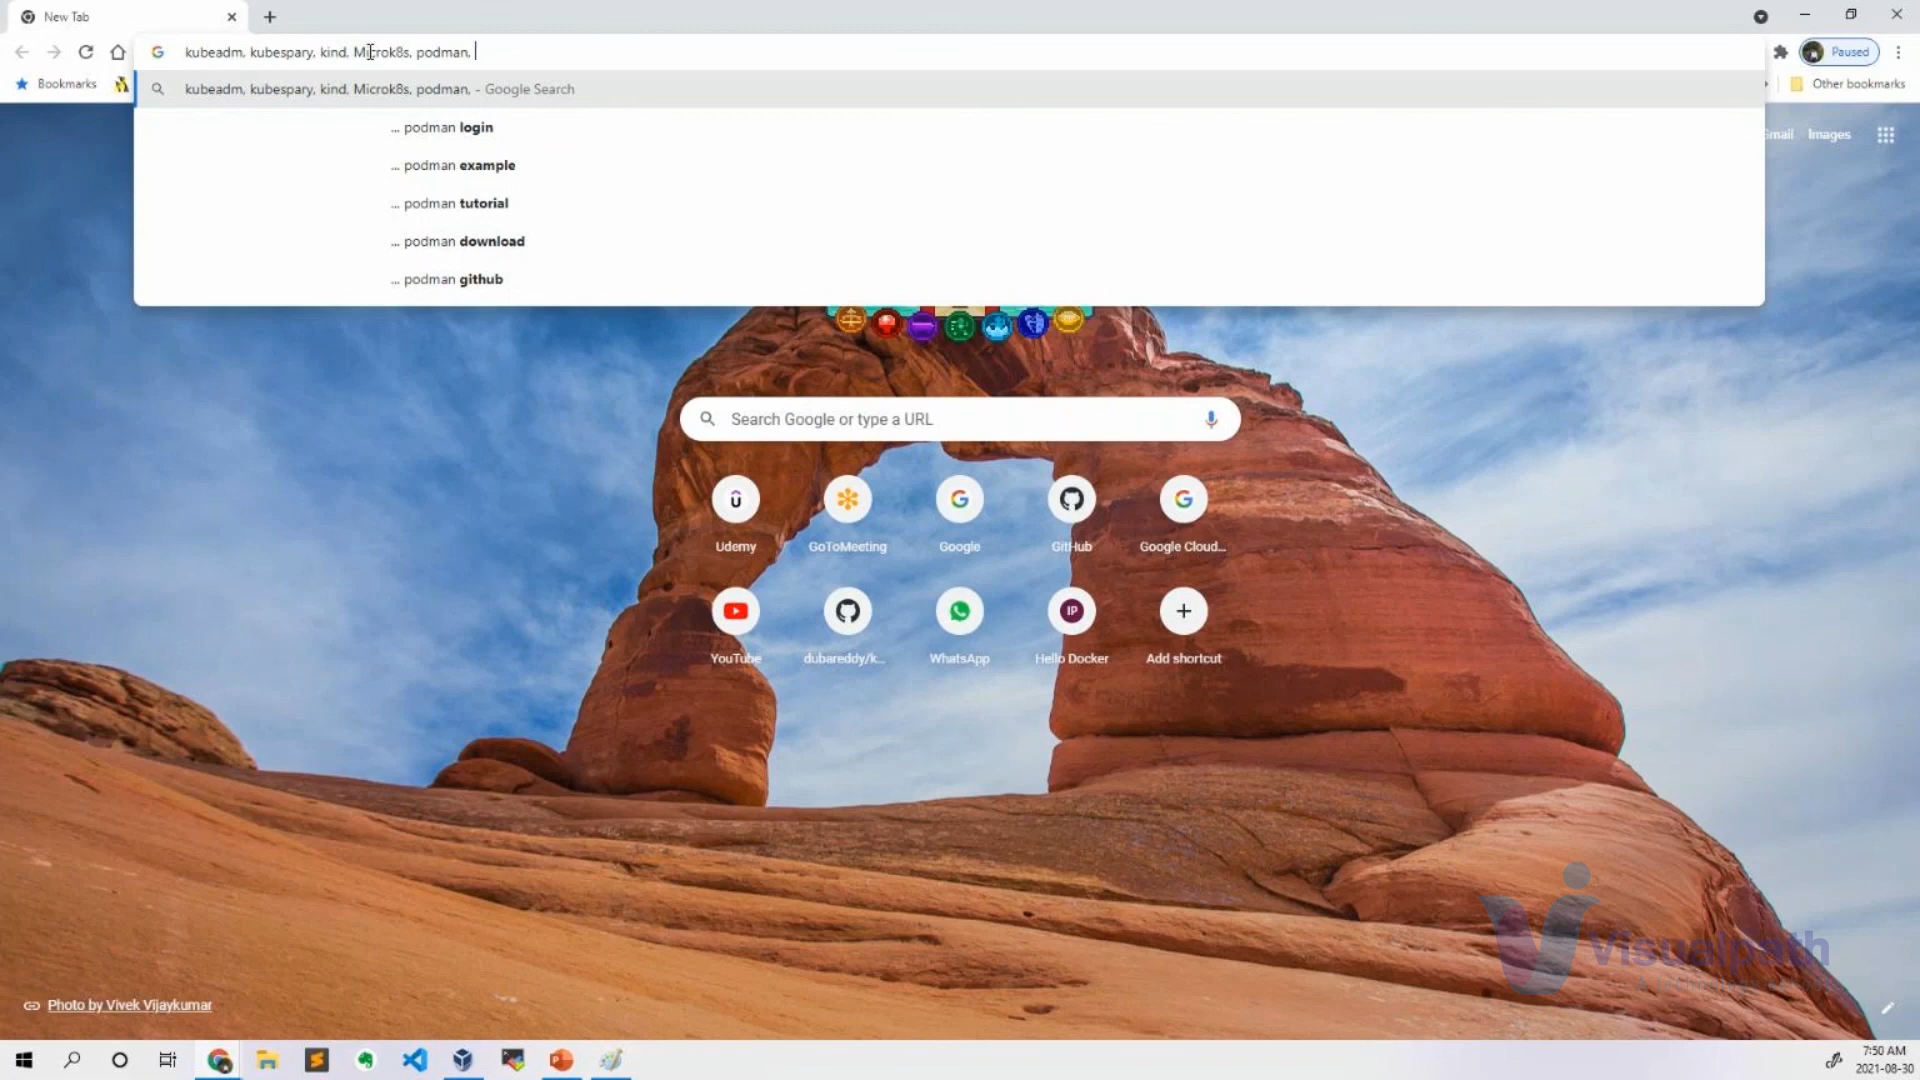 New Tab
kubeadm, kubespary, kind, Microk8s, podman,
Paused
Bookmarks
kubeadm, kubespary, kind, Microk8s, podman, - Google Search
Other bookmarks
... podman login
Gmail Images
... podman example
... podman tutorial
... podman download
... podman github
Search Google or type a URL
Udemy
GoToMeeting
Google
GitHub
Google Cloud...
YouTube
dubareddy/k...
WhatsApp
IP
Hello Docker
Add shortcut
Visualpath
Photo by Vivek Vijaykumar
7:50 AM
2021-08-30